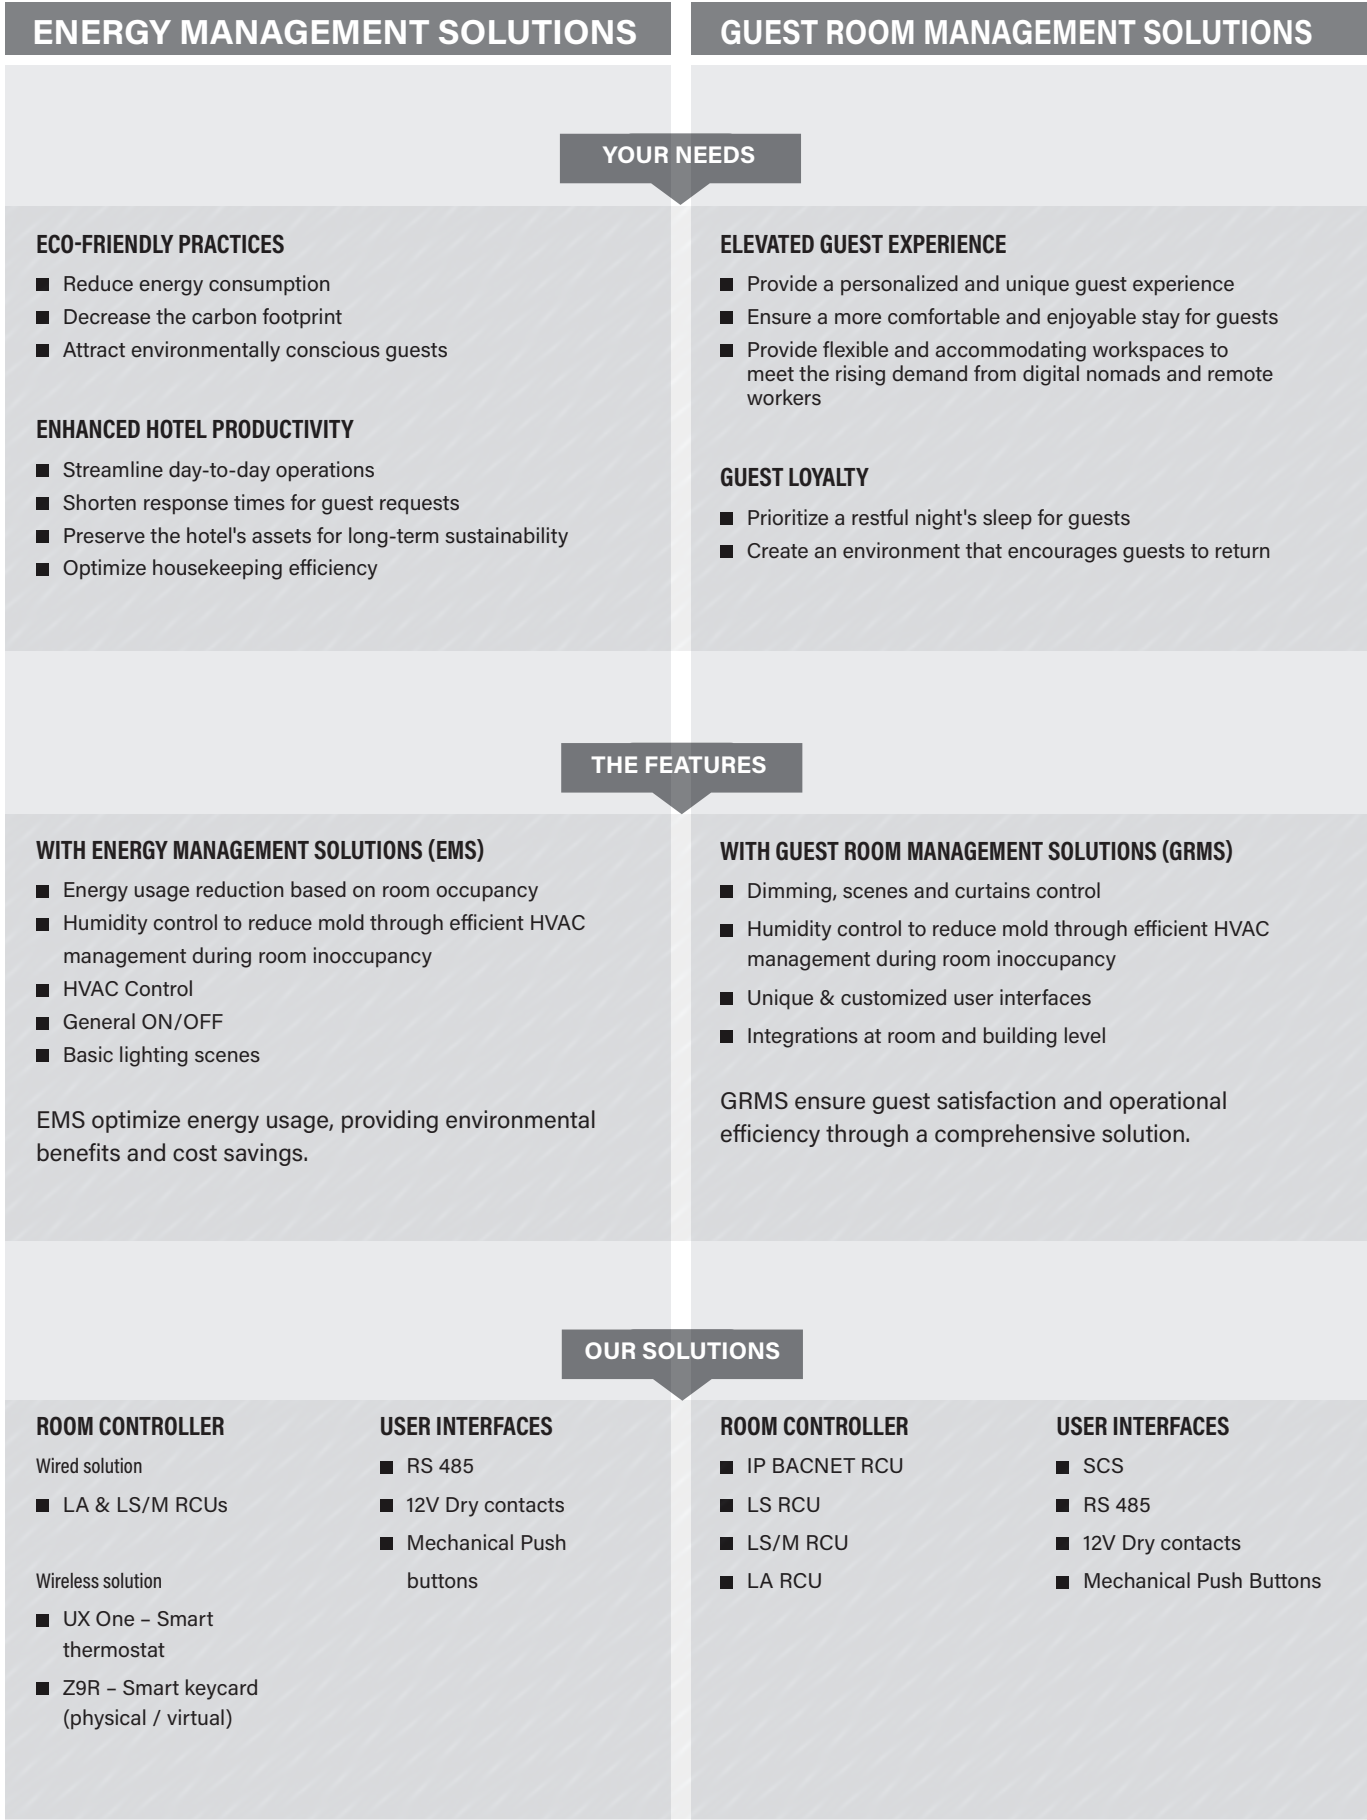 ENERGY MANAGEMENT SOLUTIONS
GUEST ROOM MANAGEMENT SOLUTIONS
YOUR NEEDS
ECO-FRIENDLY PRACTICES
■ Reduce energy consumption
■ Decrease the carbon footprint
■ Attract environmentally conscious guests
ENHANCED HOTEL PRODUCTIVITY
■ Streamline day-to-day operations
■ Shorten response times for guest requests
■ Preserve the hotel's assets for long-term sustainability
■ Optimize housekeeping efficiency
ELEVATED GUEST EXPERIENCE
■ Provide a personalized and unique guest experience
■ Ensure a more comfortable and enjoyable stay for guests
■ Provide flexible and accommodating workspaces to
meet the rising demand from digital nomads and remote
workers
GUEST LOYALTY
■ Prioritize a restful night's sleep for guests
■ Create an environment that encourages guests to return
THE FEATURES
WITH ENERGY MANAGEMENT SOLUTIONS (EMS)
■ Energy usage reduction based on room occupancy
■ Humidity control to reduce mold through efficient HVAC
management during room inoccupancy
■ HVAC Control
■ General ON/OFF
■ Basic lighting scenes
EMS optimize energy usage, providing environmental
benefits and cost savings.
WITH GUEST ROOM MANAGEMENT SOLUTIONS (GRMS)
■ Dimming, scenes and curtains control
■ Humidity control to reduce mold through efficient HVAC
management during room inoccupancy
■ Unique & customized user interfaces
■ Integrations at room and building level
GRMS ensure guest satisfaction and operational
efficiency through a comprehensive solution.
OUR SOLUTIONS
ROOM CONTROLLER
Wired solution
■ LA & LS/M RCUs
Wireless solution
■ UX One – Smart
thermostat
■ Z9R – Smart keycard
(physical / virtual)
USER INTERFACES
■ RS 485
■ 12V Dry contacts
■ Mechanical Push
buttons
ROOM CONTROLLER
■ IP BACNET RCU
■ LS RCU
■ LS/M RCU
■ LA RCU
USER INTERFACES
■ SCS
■ RS 485
■ 12V Dry contacts
■ Mechanical Push Buttons